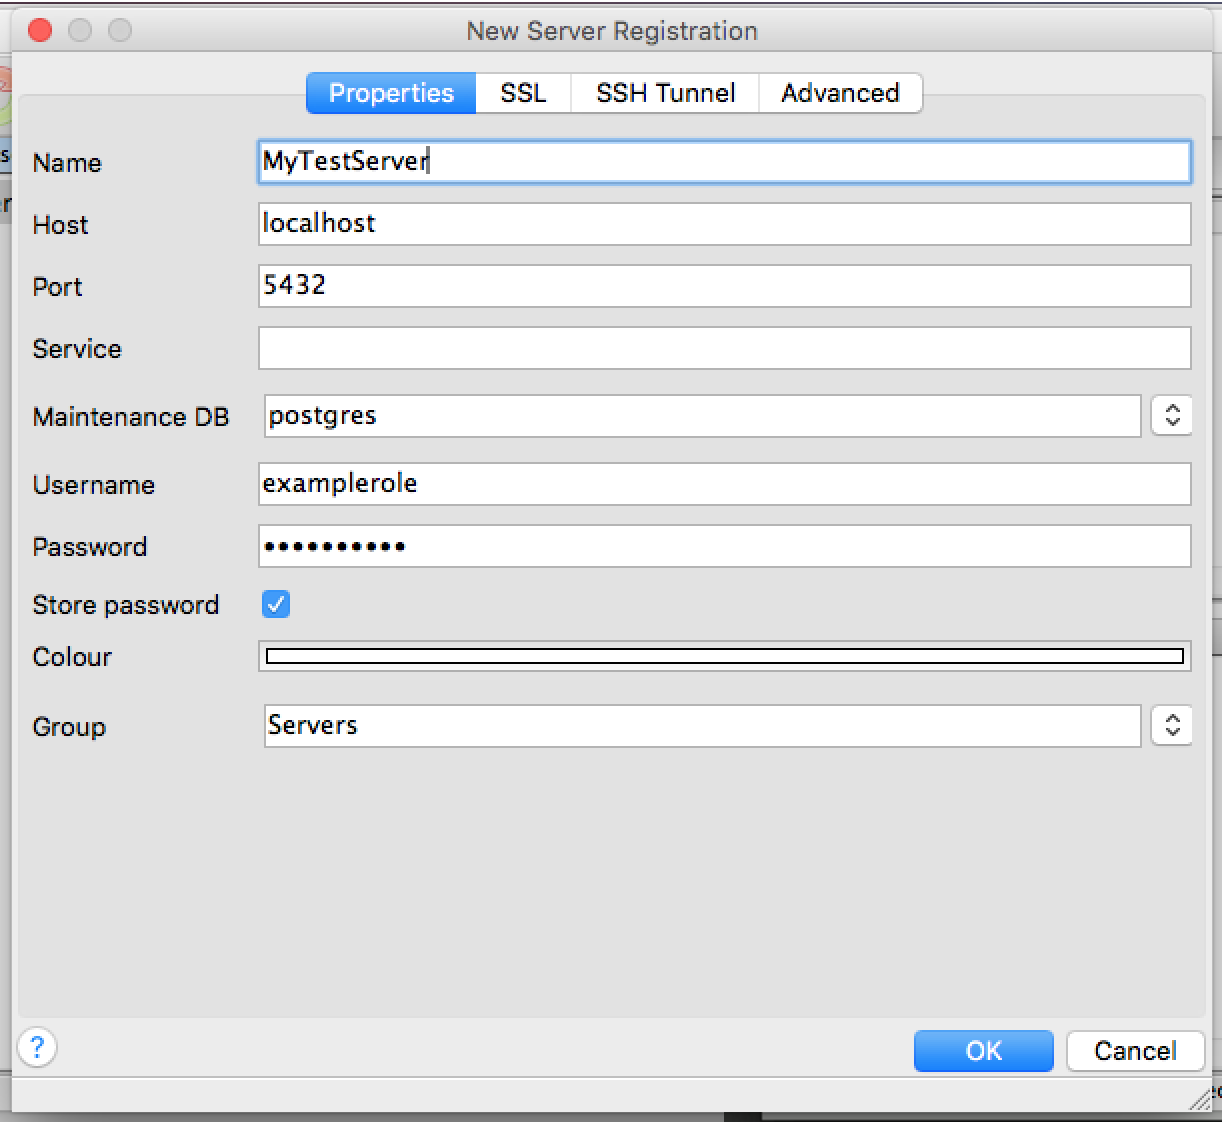 New Server Registration
Properties SSL SSH Tunnel Advanced
Name MyTestServer
Host localhost
Port 5432
Service
Maintenance DB postgres
Username examplerole
Password ••••••••••
Store password
Colour
Group Servers
? OK Cancel